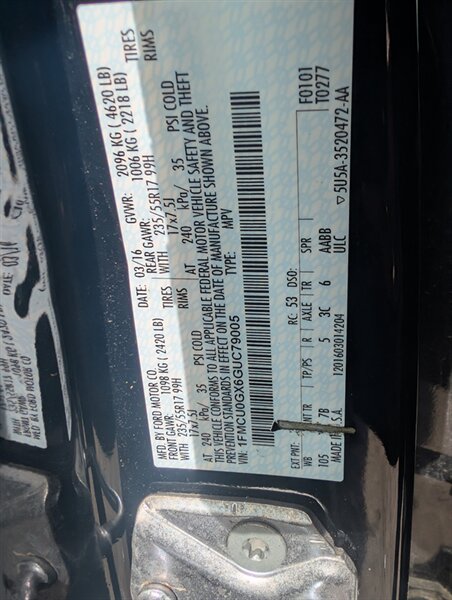 MFD. BY FORD MOTOR CO.
DATE: 03/16 GVWR: 2096 KG ( 4620 LB)
FRONT GAWR: 1098 KG ( 2420 LB) REAR GAWR: 1006 KG ( 2218 LB)
235/55R17 99H TIRES WITH 235/55R17 99H TIRES
17x7.5J RIMS 17x7.5J RIMS
AT 240 kPa/ 35 PSI COLD AT 240 kPa/ 35 PSI COLD
THIS VEHICLE CONFORMS TO ALL APPLICABLE FEDERAL MOTOR VEHICLE SAFETY AND THEFT
PREVENTION STANDARDS IN EFFECT ON THE DATE OF MANUFACTURE SHOWN ABOVE.
VIN: 1FMCU0GX6GUC79005 TYPE: MPV
F0101
T0277
EXT PNT: RC: 53 DSO:
WB TR TP/PS R AXLE TR SPR
105 78 5 3C 6 AABB
MADE IN U.S.A. 1201603014204 ULC
5U5A-3520472-AA